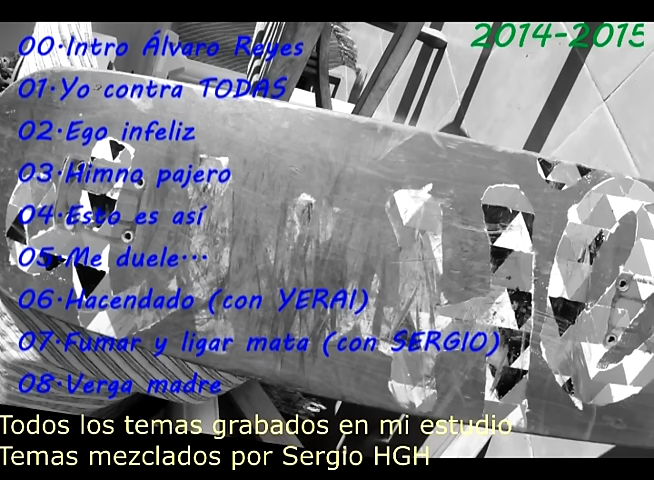 2014-2015
00·Intro Álvaro Reyes
01·Yo contra TODAS
02·Ego infeliz
03·Himno pajero
04·Esto es así
05·Me duele···
06·Hacendado (con YERAI)
07·Fumar y ligar mata (con SERGIO)
08·Verga madre
Todos los temas grabados en mi estudio
Temas mezclados por Sergio HGH